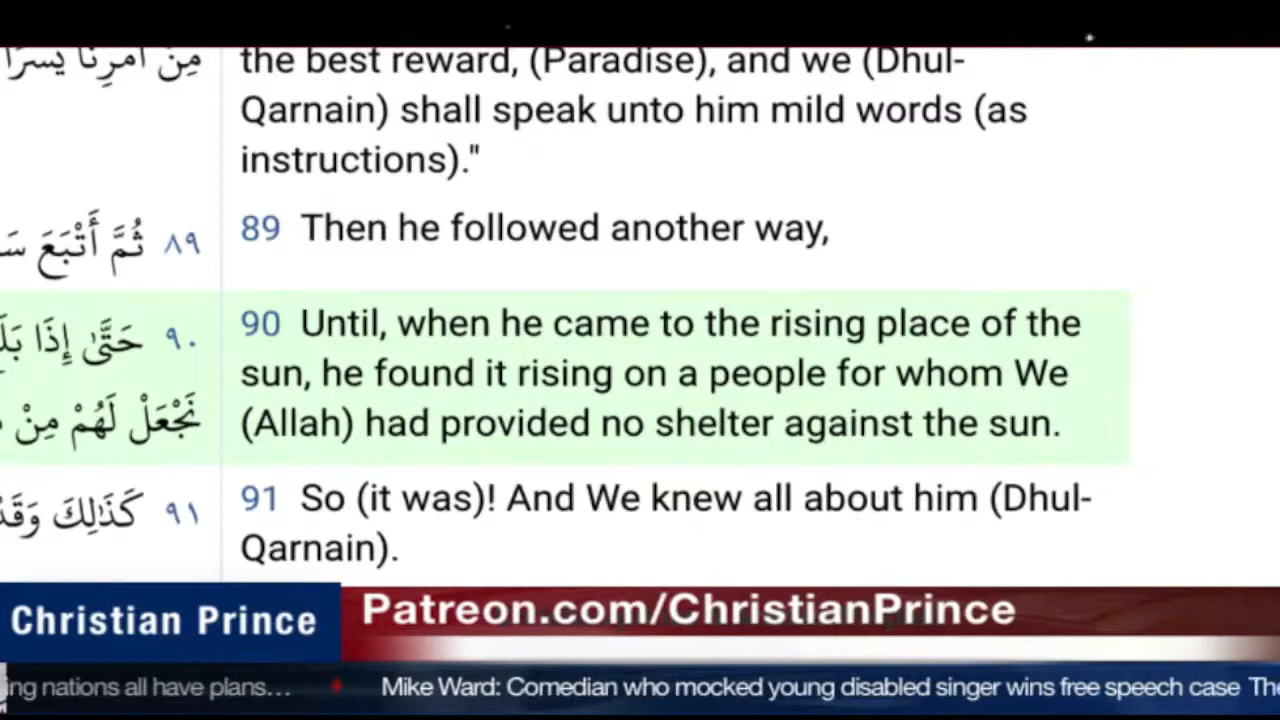 مِنْ أَمْرِنَا يُسْرًا
the best reward, (Paradise), and we (Dhul-
Qarnain) shall speak unto him mild words (as
instructions)."
ثُمَّ أَتْبَعَ ٨٩
89 Then he followed another way,
حَتَّىٰ إِذَا ٩٠
نَجْعَلْ لَهُمْ مِنْ
90 Until, when he came to the rising place of the
sun, he found it rising on a people for whom We
(Allah) had provided no shelter against the sun.
كَذَٰلِكَ ٩١
91 So (it was)! And We knew all about him (Dhul-
Qarnain).
Christian Prince
Patreon.com/ChristianPrince
ing nations all have plans... Mike Ward: Comedian who mocked young disabled singer wins free speech case The